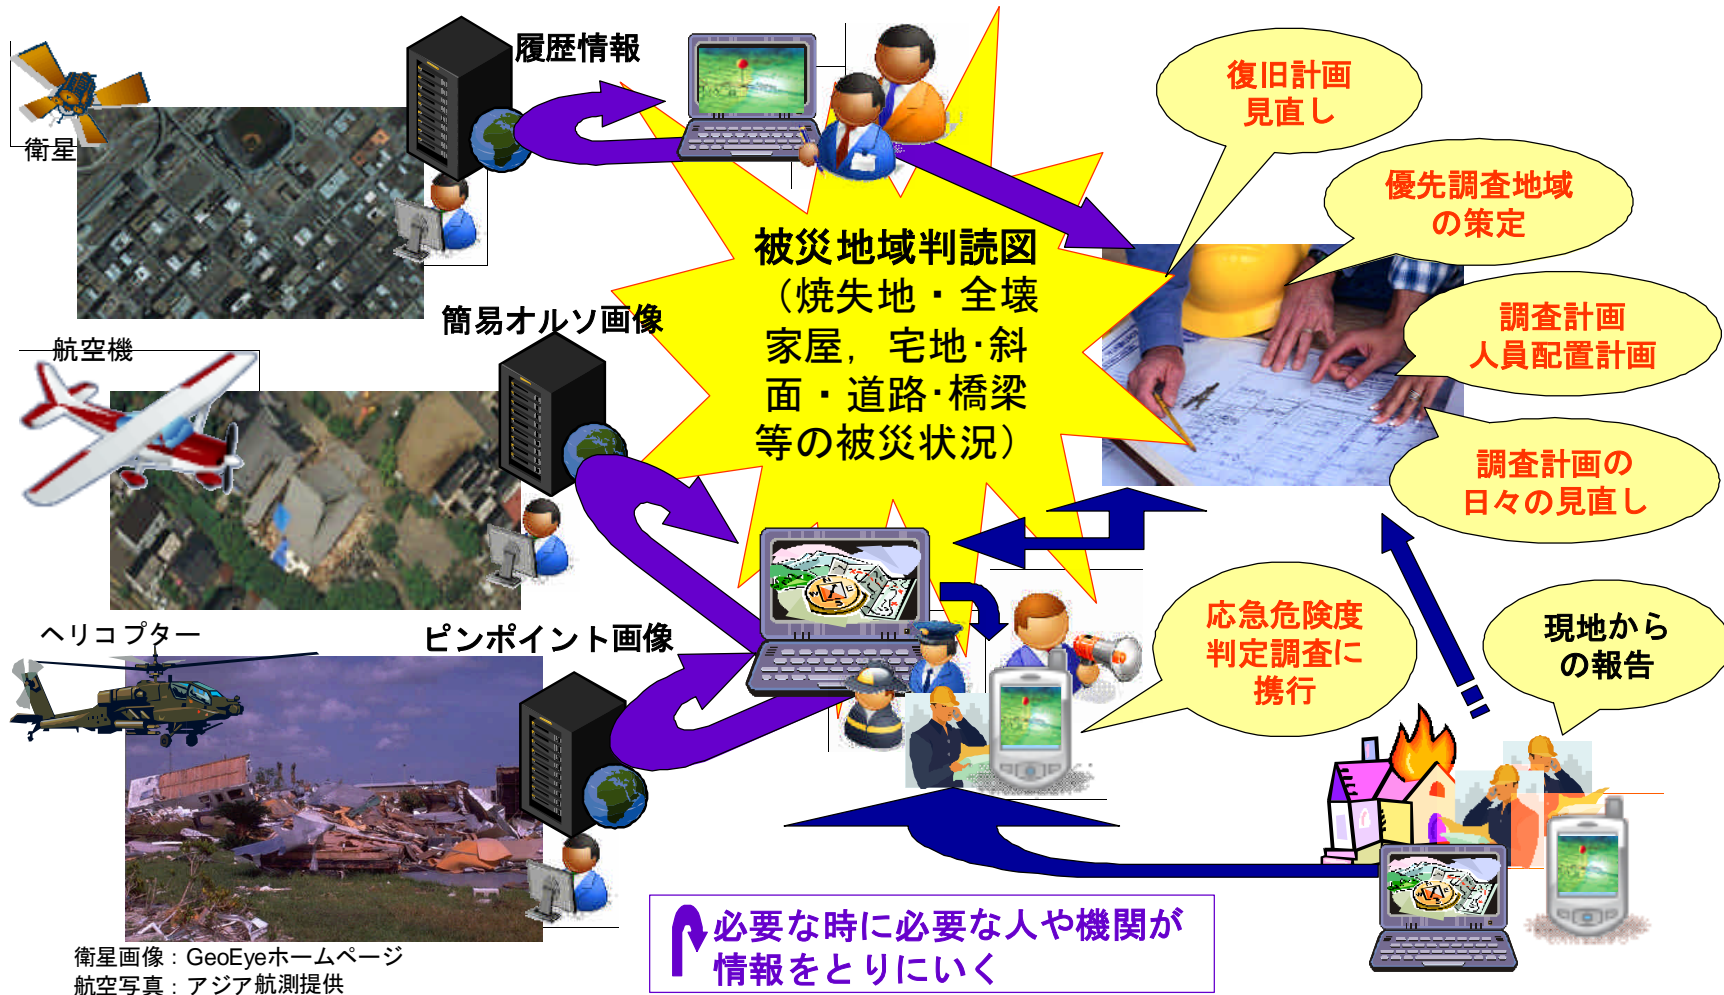 履歴情報
衛星
復旧計画
見直し
優先調査地域
の策定
被災地域判読図
（焼失地・全壊
家屋，宅地・斜
面・道路・橋梁
等の被災状況）
簡易オルソ画像
航空機
調査計画
人員配置計画
調査計画の
日々の見直し
ヘリコプター
ピンポイント画像
応急危険度
判定調査に
携行
現地から
の報告
必要な時に必要な人や機関が
情報をとりにいく
衛星画像：GeoEyeホームページ
航空写真：アジア航測提供